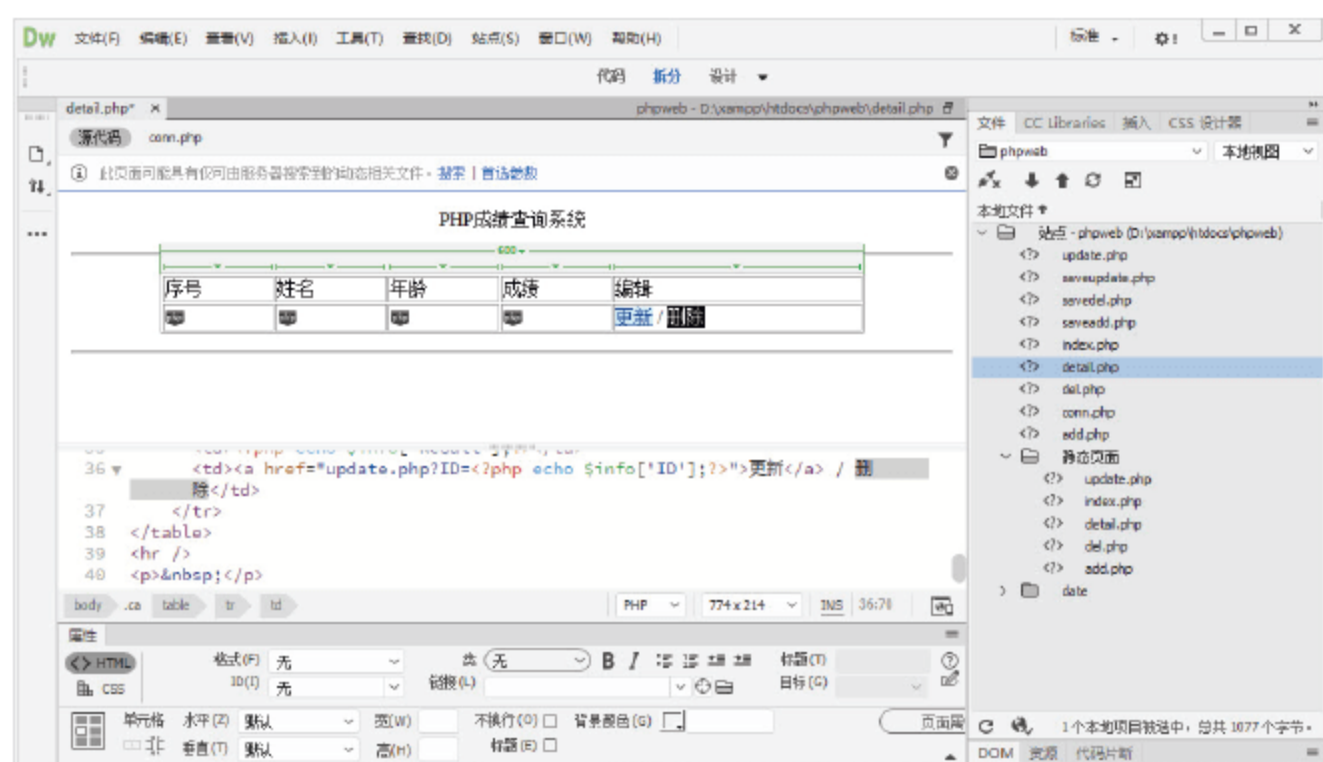 Dw 文件(F) 编辑(E) 查看(V) 插入(I) 工具(T) 查找(D) 站点(S) 窗口(W) 帮助(H) 标准
代码 拆分 设计
detail.php* × phpweb - D:\xampp\htdocs\phpweb\detail.php
源代码 conn.php
此页面可能具有仅可由服务器搜索到的动态相关文件。搜索 | 首选参数
PHP成绩查询系统
600
序号 姓名 年龄 成绩 编辑
更新 / 删除
36 <td><a href="update.php?ID=<?php echo $info['ID'];?>">更新</a> / 删
除</td>
37 </tr>
38 </table>
39 <hr />
40 <p>&nbsp;</p>
body .ca table tr td PHP 774 x 214 INS 36:70
属性
<> HTML 格式(F) 无 类 无 B I 标题(T)
CSS ID(I) 无 链接(L) 目标(G)
单元格 水平(Z) 默认 宽(W) 不换行(O) 背景颜色(G) 页面属
垂直(T) 默认 高(H) 标题(E)
文件 CC Libraries 插入 CSS 设计器
phpweb 本地视图
本地文件
站点 - phpweb (D:\xampp\htdocs\phpweb)
<?> update.php
<?> saveupdate.php
<?> savedel.php
<?> saveadd.php
<?> index.php
<?> detail.php
<?> del.php
<?> conn.php
<?> add.php
静态页面
<?> update.php
<?> index.php
<?> detail.php
<?> del.php
<?> add.php
date
1个本地项目被选中，总共 1077个字节。
DOM 资源 代码片断